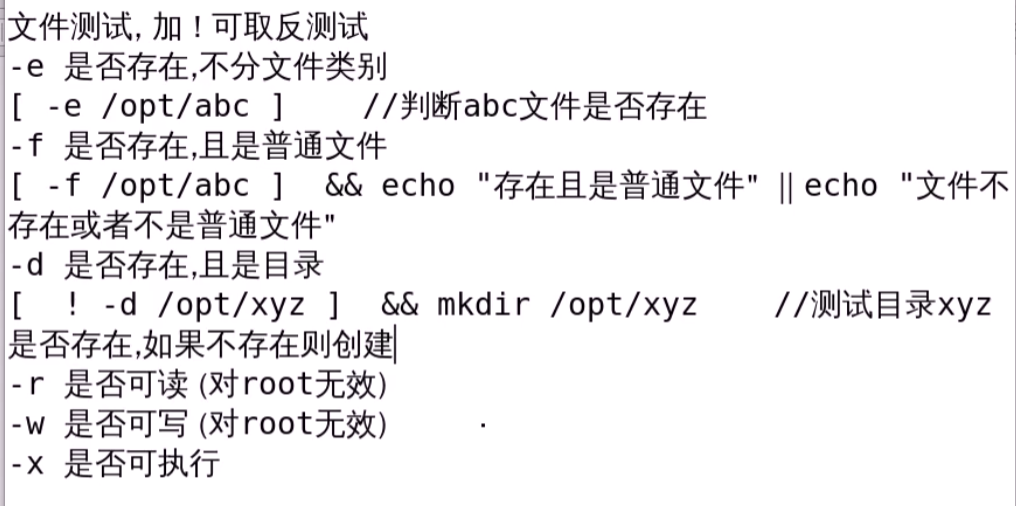 文件测试, 加 ! 可取反测试
-e 是否存在,不分文件类别
[ -e /opt/abc ]    //判断abc文件是否存在
-f 是否存在,且是普通文件
[ -f /opt/abc ]  && echo "存在且是普通文件" || echo "文件不
存在或者不是普通文件"
-d 是否存在,且是目录
[  ! -d /opt/xyz ]  && mkdir /opt/xyz    //测试目录xyz
是否存在,如果不存在则创建
-r 是否可读 (对root无效)
-w 是否可写 (对root无效)
-x 是否可执行